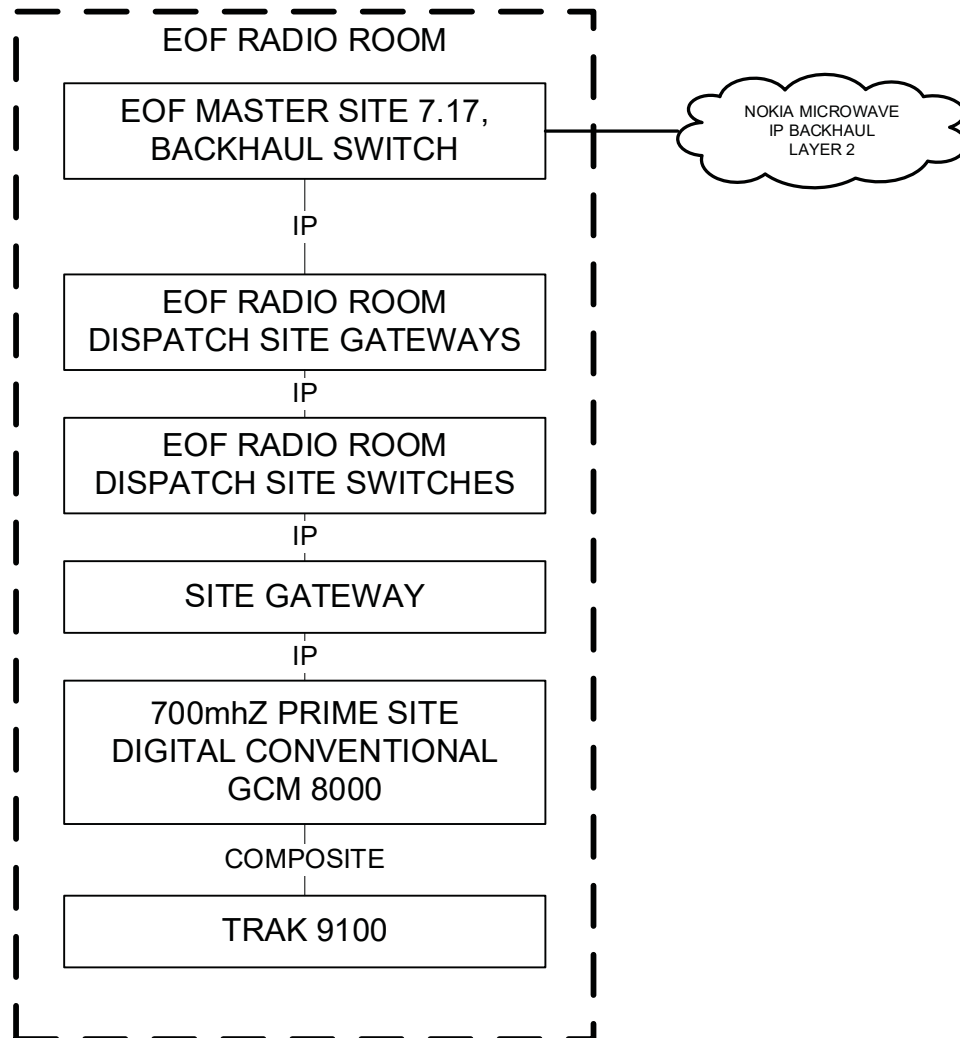 EOF RADIO ROOM
EOF MASTER SITE 7.17,
BACKHAUL SWITCH
NOKIA MICROWAVE
IP BACKHAUL
LAYER 2
IP
EOF RADIO ROOM
DISPATCH SITE GATEWAYS
IP
EOF RADIO ROOM
DISPATCH SITE SWITCHES
IP
SITE GATEWAY
IP
700mhZ PRIME SITE
DIGITAL CONVENTIONAL
GCM 8000
COMPOSITE
TRAK 9100